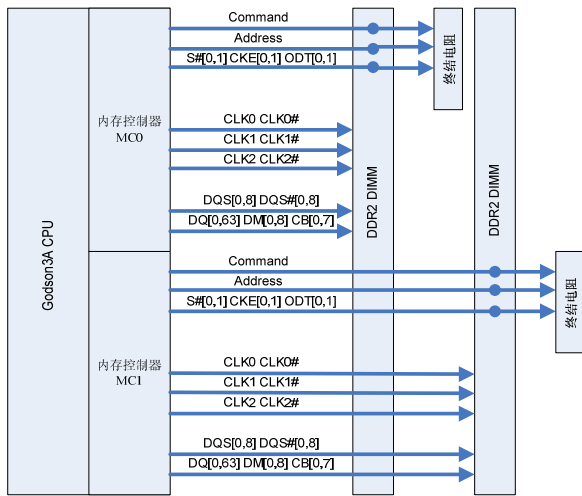 Godson3A CPU
内存控制器
MC0
Command
Address
S#[0,1] CKE[0,1] ODT[0,1]
CLK0 CLK0#
CLK1 CLK1#
CLK2 CLK2#
DQS[0,8] DQS#[0,8]
DQ[0,63] DM[0,8] CB[0,7]
DDR2 DIMM
终结电阻
内存控制器
MC1
Command
Address
S#[0,1] CKE[0,1] ODT[0,1]
CLK0 CLK0#
CLK1 CLK1#
CLK2 CLK2#
DQS[0,8] DQS#[0,8]
DQ[0,63] DM[0,8] CB[0,7]
DDR2 DIMM
终结电阻